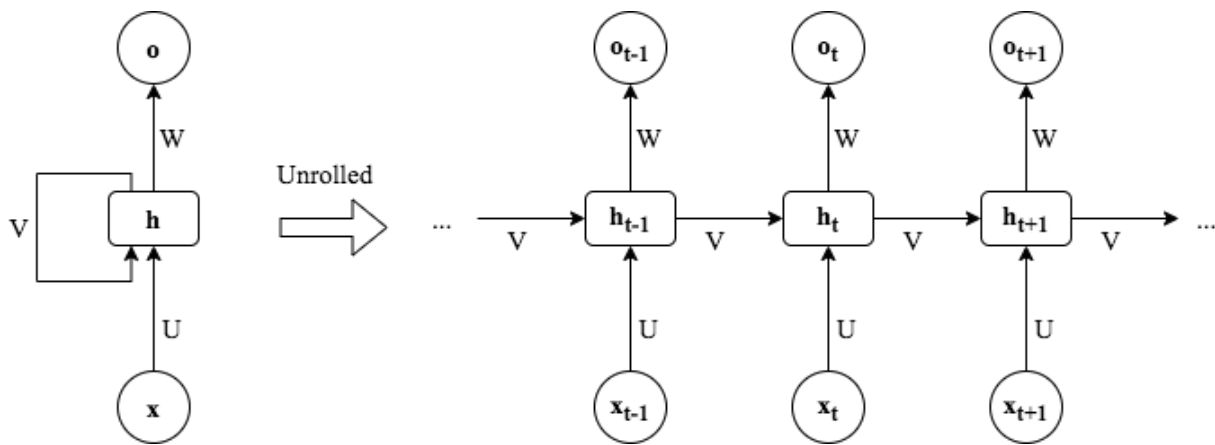 o o_{t-1} o_t o_{t+1}
W W W W
Unrolled
V h ... h_{t-1} h_t h_{t+1} ...
V V V V
U U U U
x x_{t-1} x_t x_{t+1}